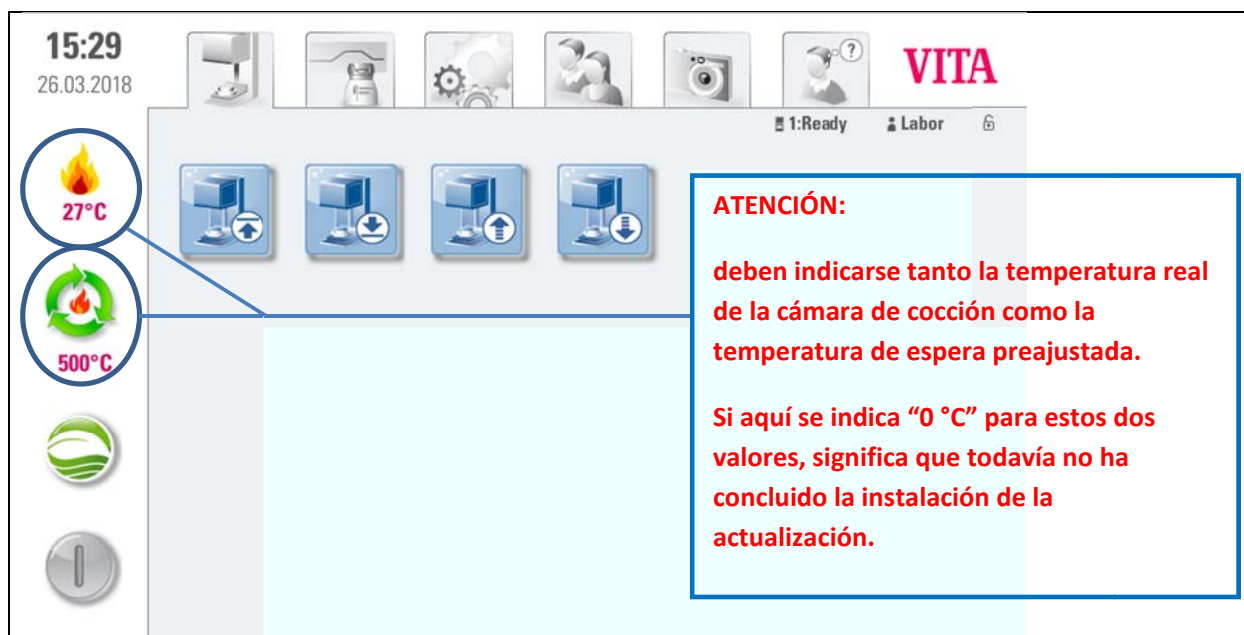 15:29
26.03.2018
?
VITA
1:Ready
Labor
27°C
500°C
ATENCIÓN:
deben indicarse tanto la temperatura real
de la cámara de cocción como la
temperatura de espera preajustada.
Si aquí se indica “0 °C” para estos dos
valores, significa que todavía no ha
concluido la instalación de la
actualización.